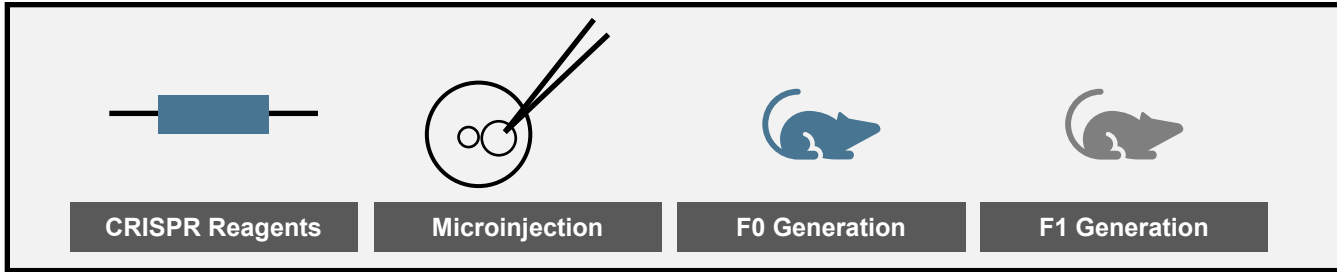 CRISPR Reagents
Microinjection
F0 Generation
F1 Generation